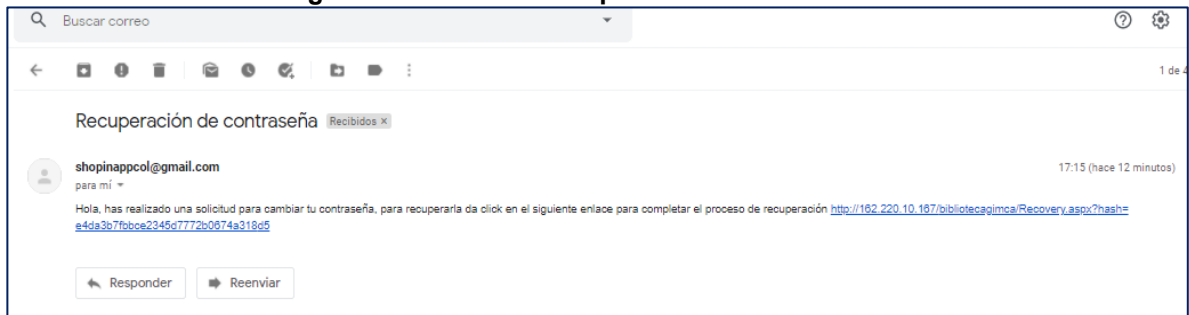 Buscar correo
1 de 4
Recuperación de contraseña Recibidos x
shopinappcol@gmail.com 17:15 (hace 12 minutos)
para mí
Hola, has realizado una solicitud para cambiar tu contraseña, para recuperarla da click en el siguiente enlace para completar el proceso de recuperación http://162.220.10.167/bibliotecagimca/Recovery.aspx?hash=
e4da3b7fbbce2345d7772b0674a318d5
Responder Reenviar